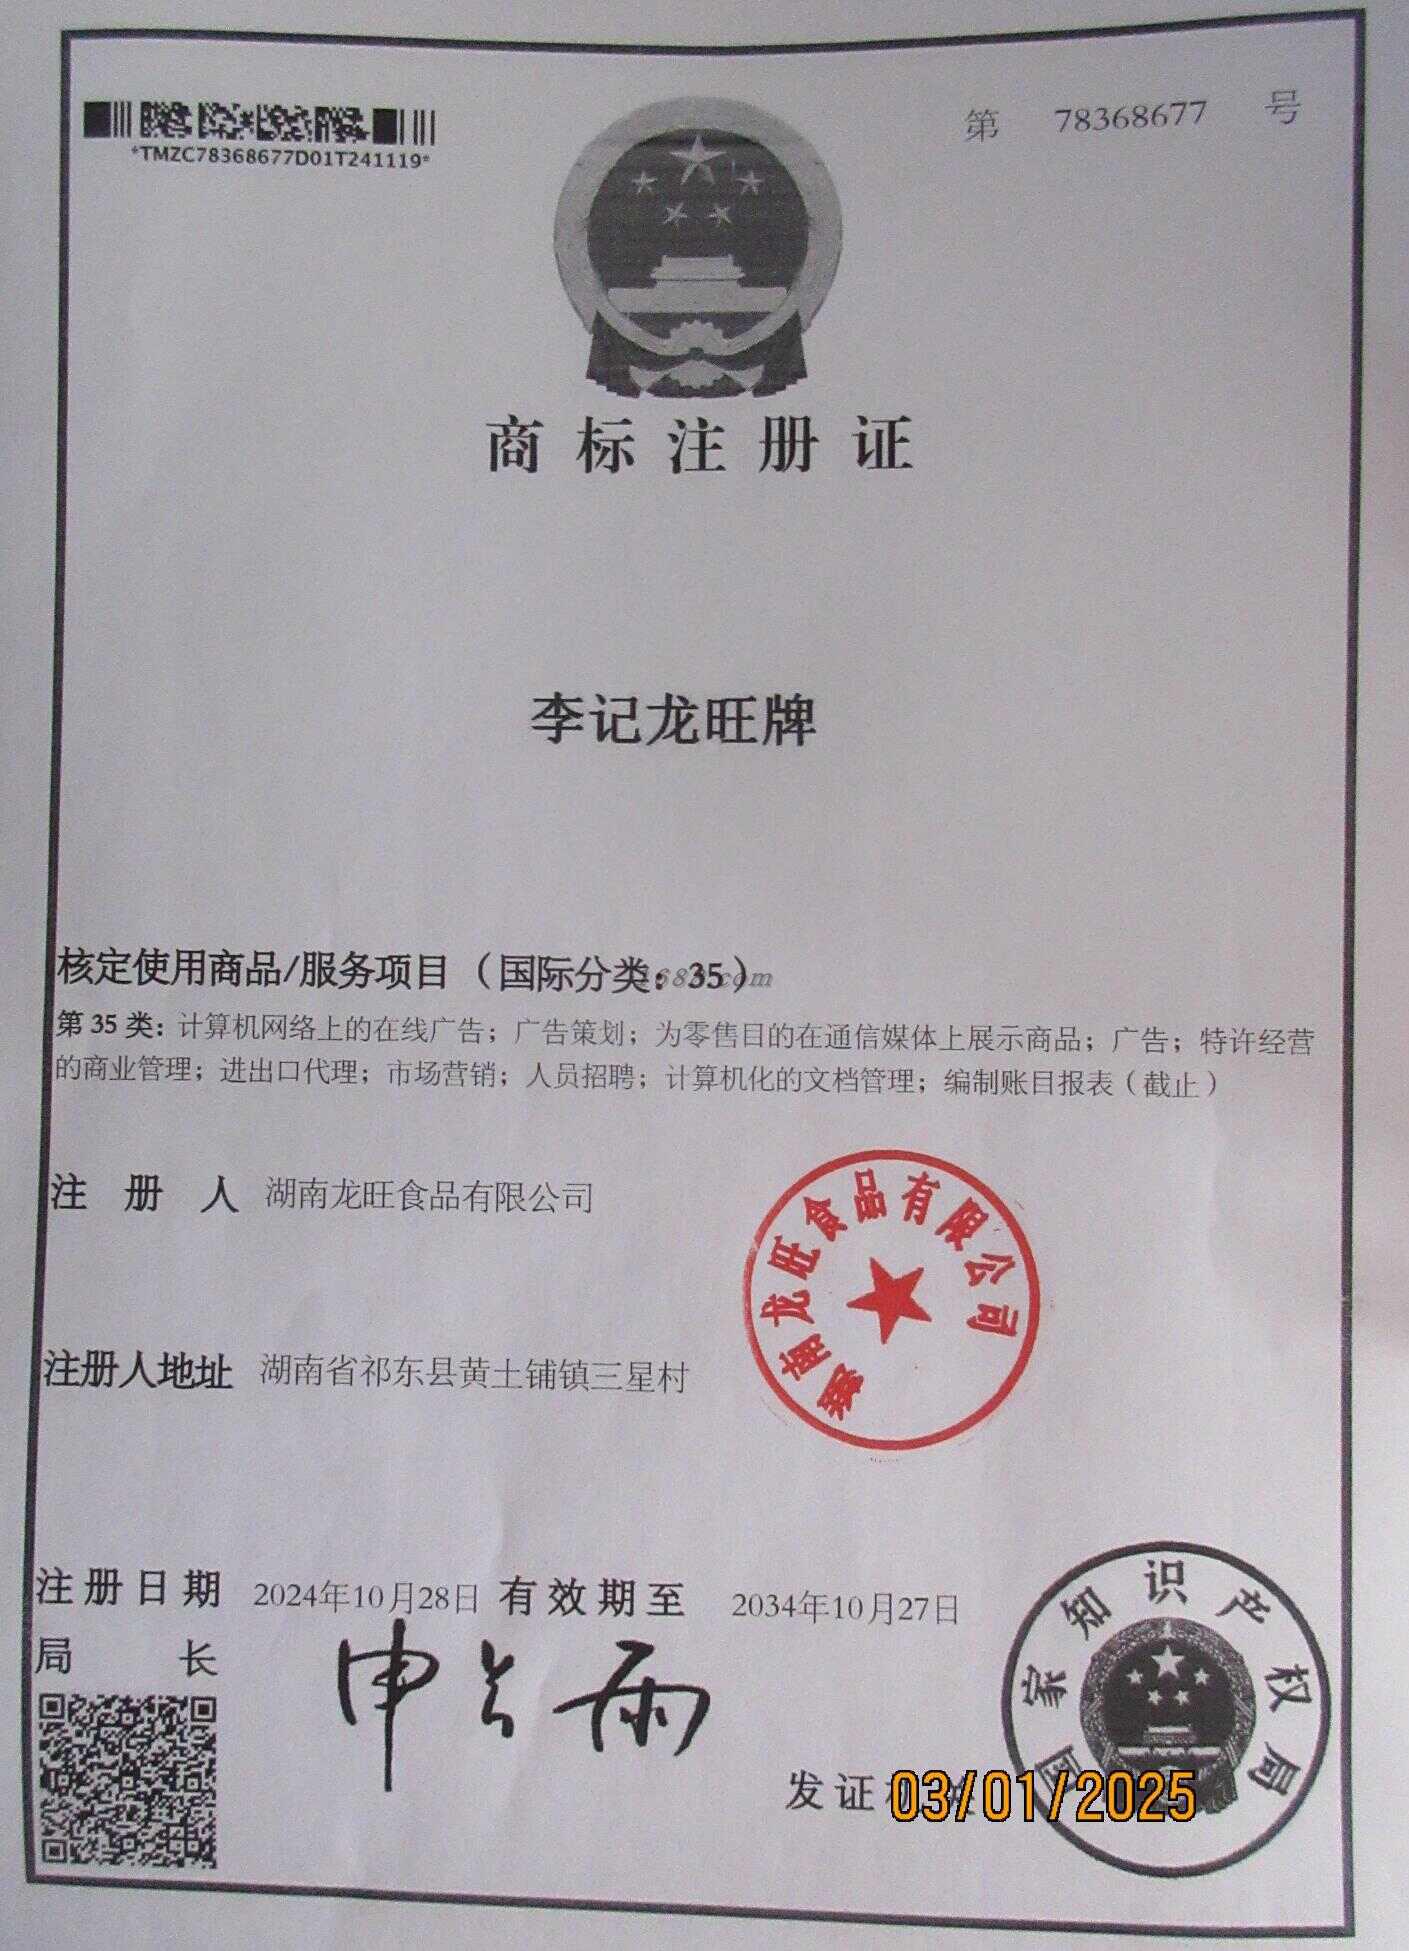 *TMZC78368677D01T241119*
第 78368677 号
商标注册证
李记龙旺牌
核定使用商品/服务项目（国际分类：35）
第 35 类：计算机网络上的在线广告；广告策划；为零售目的在通信媒体上展示商品；广告；特许经营
的商业管理；进出口代理；市场营销；人员招聘；计算机化的文档管理；编制账目报表（截止）
注册人 湖南龙旺食品有限公司
湖南龙旺食品有限公司
注册人地址 湖南省祁东县黄土铺镇三星村
注册日期 2024年10月28日 有效期至 2034年10月27日
局长
申长雨
发证机关
国家知识产权局
03/01/2025